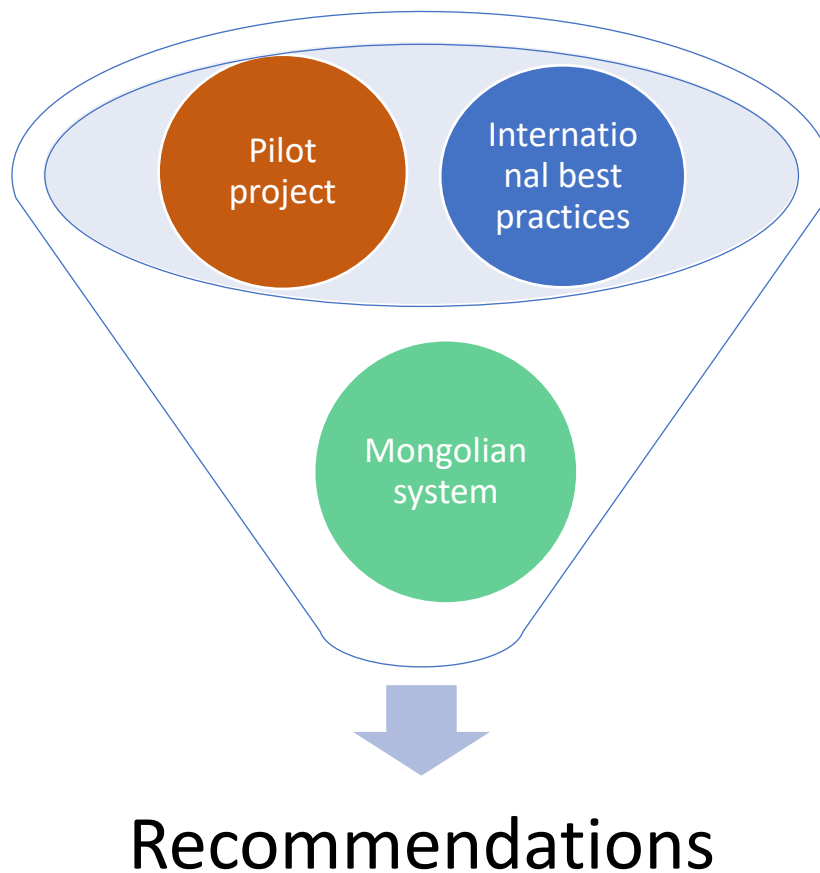 Pilot
project
Internatio
nal best
practices
Mongolian
system
Recommendations